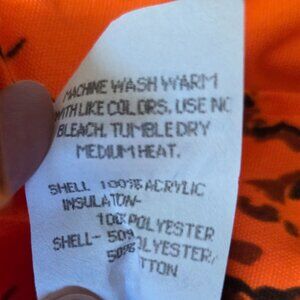 MACHINE WASH WARM
WITH LIKE COLORS, USE NO
BLEACH. TUMBLE DRY
MEDIUM HEAT.
SHELL 100% ACRYLIC
INSULATION-
100% POLYESTER
SHELL- 50% POLYESTER/
50% COTTON